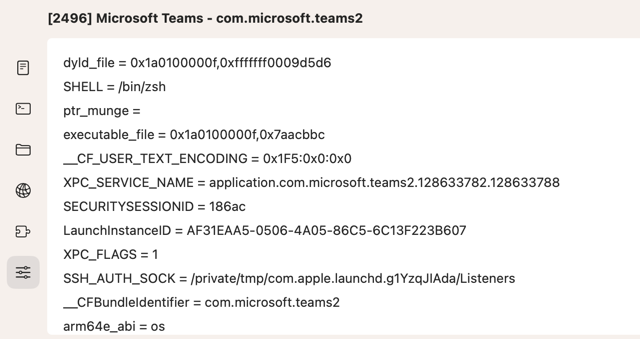 [2496] Microsoft Teams - com.microsoft.teams2
dyld_file = 0x1a0100000f,0xfffffff0009d5d6
SHELL = /bin/zsh
ptr_munge =
executable_file = 0x1a0100000f,0x7aacbbc
__CF_USER_TEXT_ENCODING = 0x1F5:0x0:0x0
XPC_SERVICE_NAME = application.com.microsoft.teams2.128633782.128633788
SECURITYSESSIONID = 186ac
LaunchInstanceID = AF31EAA5-0506-4A05-86C5-6C13F223B607
XPC_FLAGS = 1
SSH_AUTH_SOCK = /private/tmp/com.apple.launchd.g1YzqJlAda/Listeners
__CFBundleIdentifier = com.microsoft.teams2
arm64e_abi = os